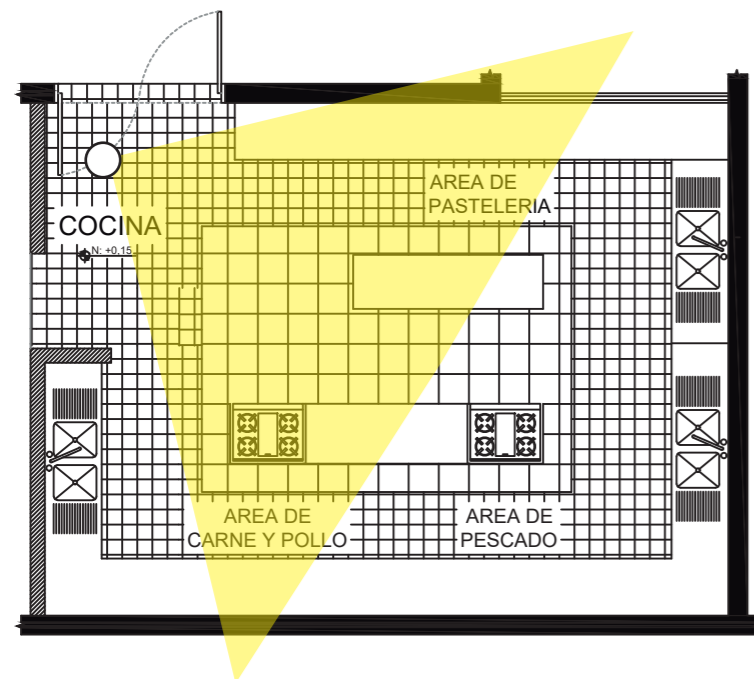 AREA DE
PASTELERIA
COCINA
N: +0.15
AREA DE
CARNE Y POLLO
AREA DE
PESCADO